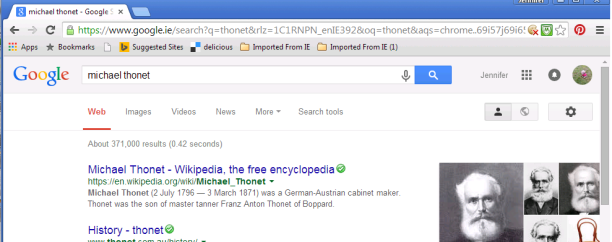 Jennifer
michael thonet - Google S
https://www.google.ie/search?q=thonet&rlz=1C1RNPN_enIE392&oq=thonet&aqs=chrome..69i57j69i65
Apps Bookmarks Suggested Sites delicious Imported From IE Imported From IE (1)
Google michael thonet Jennifer
Web Images Videos News More Search tools
About 371,000 results (0.42 seconds)
Michael Thonet - Wikipedia, the free encyclopedia
https://en.wikipedia.org/wiki/Michael_Thonet
Michael Thonet (2 July 1796 — 3 March 1871) was a German-Austrian cabinet maker.
Thonet was the son of master tanner Franz Anton Thonet of Boppard.
History - thonet
www.thonet.com.au/history/